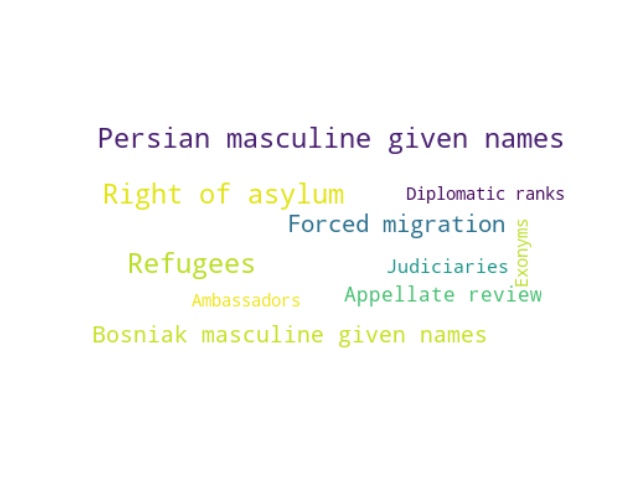 Persian masculine given names
Right of asylum
Diplomatic ranks
Forced migration
Exonyms
Refugees
Judiciaries
Appellate review
Ambassadors
Bosniak masculine given names